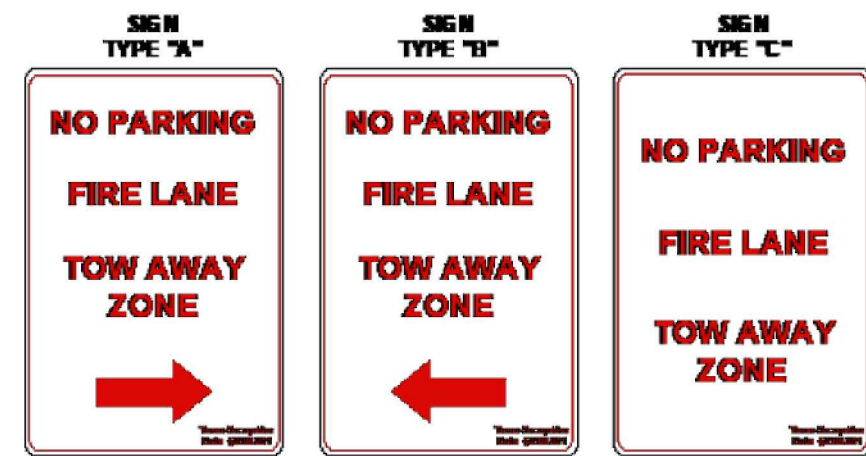 SIGN
TYPE "A"
NO PARKING
FIRE LANE
TOW AWAY
ZONE
SIGN
TYPE "B"
NO PARKING
FIRE LANE
TOW AWAY
ZONE
SIGN
TYPE "C"
NO PARKING
FIRE LANE
TOW AWAY
ZONE